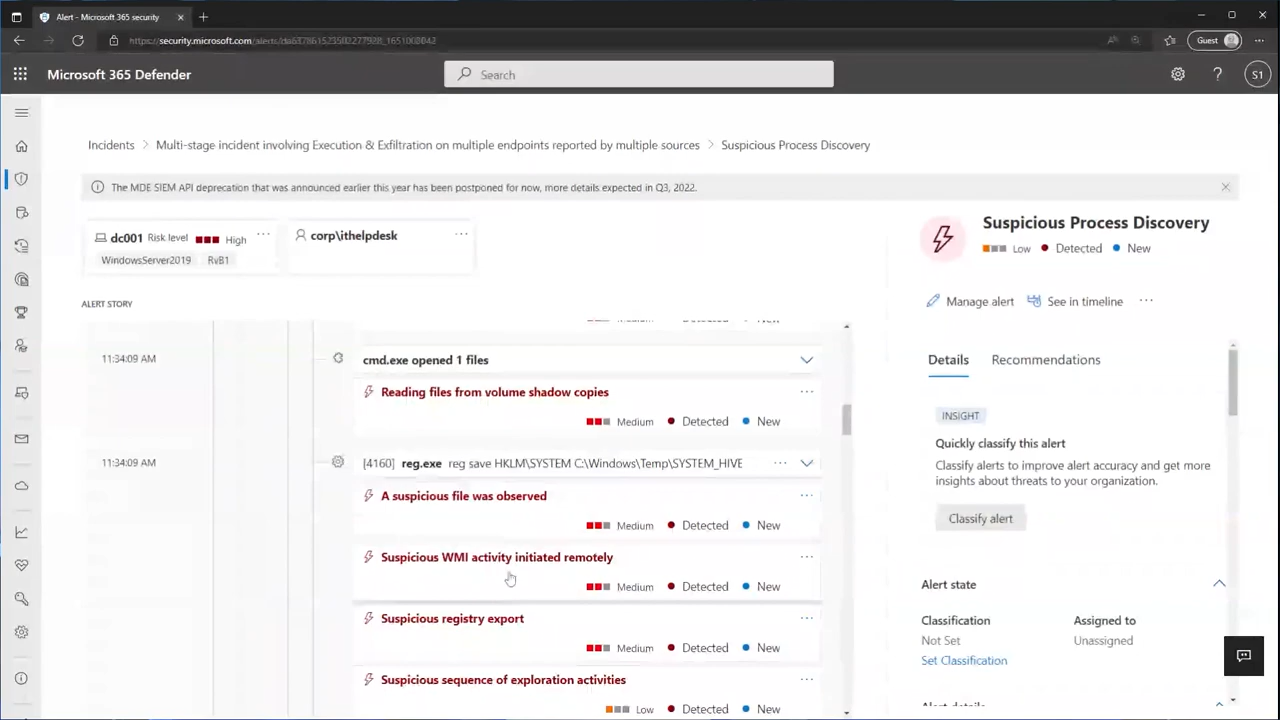 Alert - Microsoft 365 security
https://security.microsoft.com/alerts/
Guest
Microsoft 365 Defender
Search
S1
Incidents > Multi-stage incident involving Execution & Exfiltration on multiple endpoints reported by multiple sources > Suspicious Process Discovery
The MDE SIEM API deprecation that was announced earlier this year has been postponed for now, more details expected in Q3, 2022.
dc001 Risk level High
WindowsServer2019 RvB1
corp\ithelpdesk
ALERT STORY
11:34:09 AM
cmd.exe opened 1 files
Reading files from volume shadow copies
Medium Detected New
11:34:09 AM
[4160] reg.exe reg save HKLM\SYSTEM C:\Windows\Temp\SYSTEM_HIVE
A suspicious file was observed
Medium Detected New
Suspicious WMI activity initiated remotely
Medium Detected New
Suspicious registry export
Medium Detected New
Suspicious sequence of exploration activities
Low Detected New
Suspicious Process Discovery
Low Detected New
Manage alert See in timeline
Details Recommendations
INSIGHT
Quickly classify this alert
Classify alerts to improve alert accuracy and get more
insights about threats to your organization.
Classify alert
Alert state
Classification Assigned to
Not Set Unassigned
Set Classification